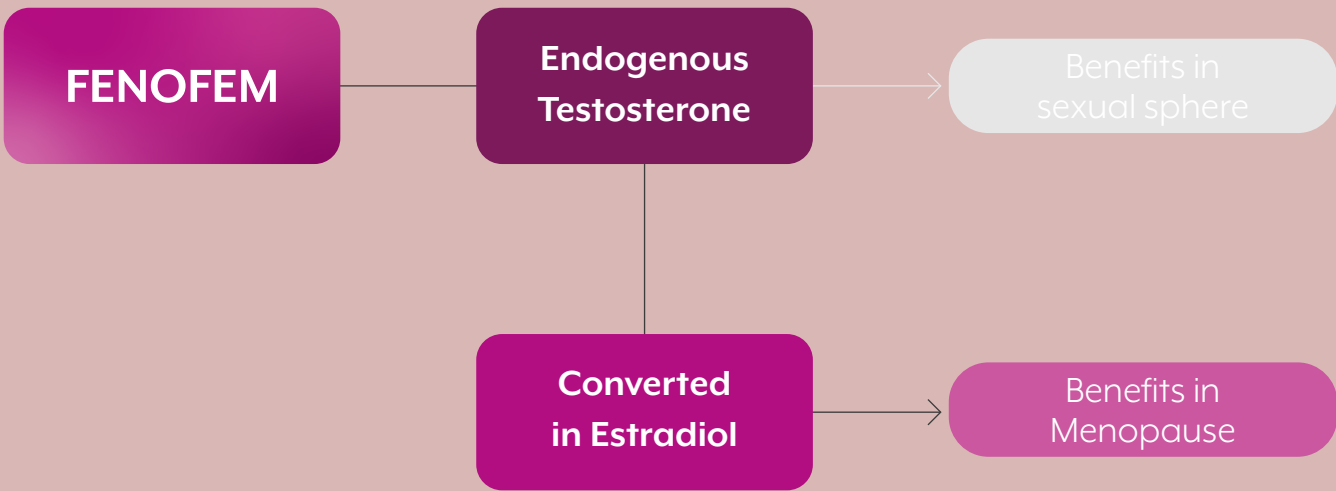 FENOFEM
Endogenous
Testosterone
Benefits in
sexual sphere
Converted
in Estradiol
Benefits in
Menopause